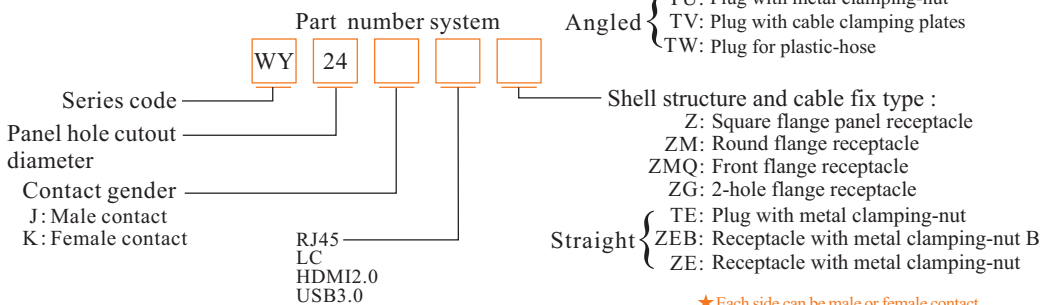 TU: Plug with metal clamping-nut
Part number system
Angled
TV: Plug with cable clamping plates
TW: Plug for plastic-hose
WY 24
Series code
Shell structure and cable fix type :
Panel hole cutout
diameter
Z: Square flange panel receptacle
ZM: Round flange receptacle
ZMQ: Front flange receptacle
ZG: 2-hole flange receptacle
Contact gender
J: Male contact
K: Female contact
Straight
TE: Plug with metal clamping-nut
ZEB: Receptacle with metal clamping-nut B
ZE: Receptacle with metal clamping-nut
RJ45
LC
HDMI2.0
USB3.0
★Each side can be male or female contact